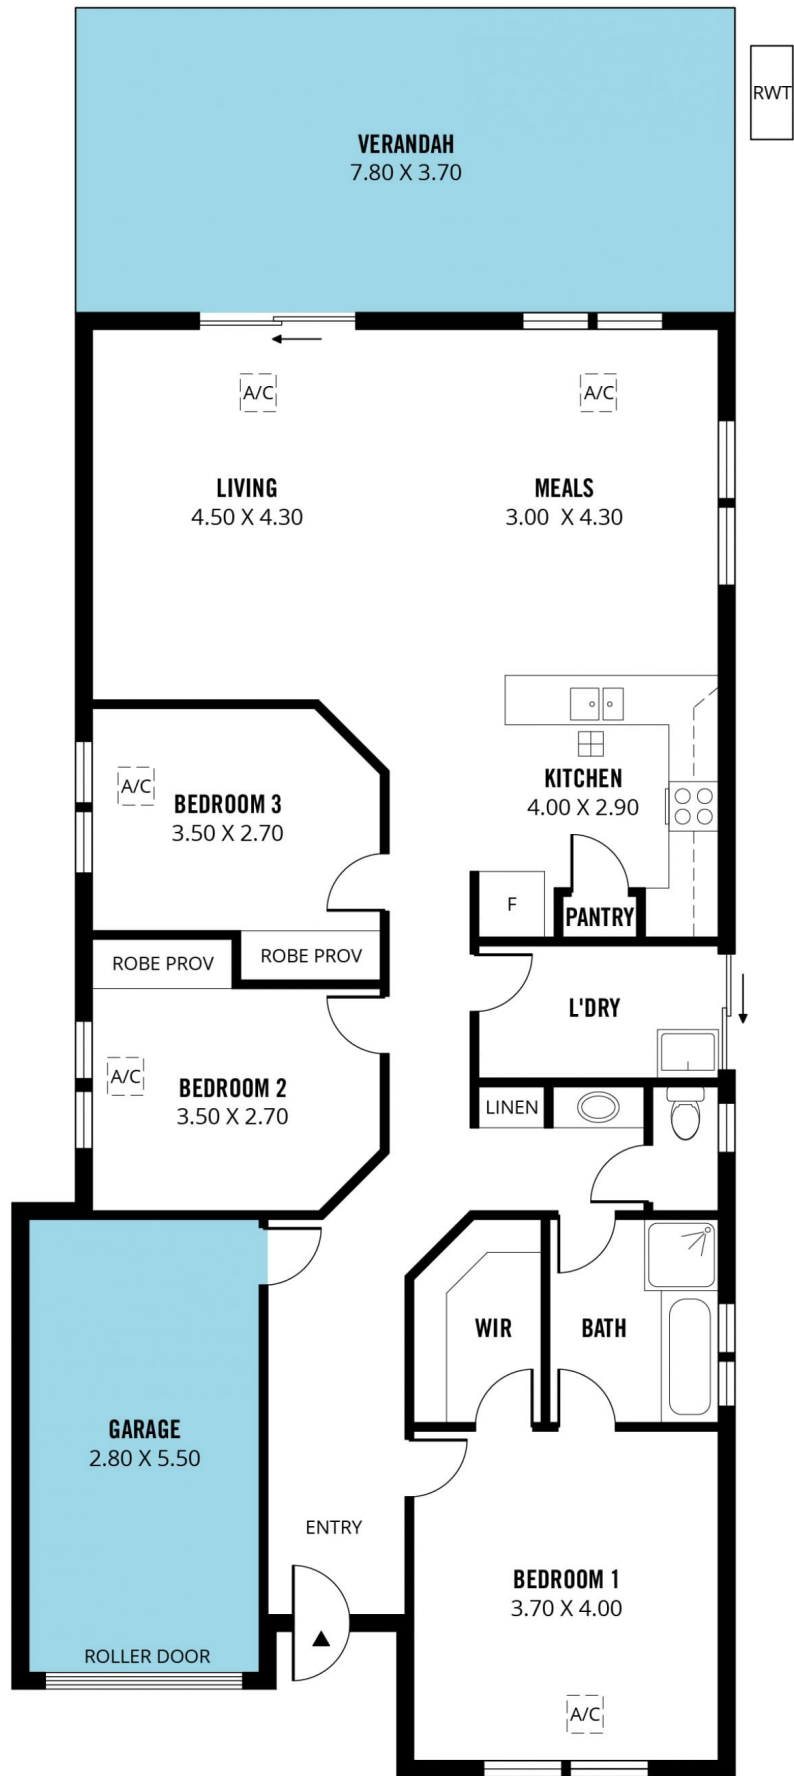 VERANDAH
7.80 X 3.70
RWT
A/C
A/C
LIVING
4.50 X 4.30
MEALS
3.00 X 4.30
A/C
BEDROOM 3
3.50 X 2.70
KITCHEN
4.00 X 2.90
F
PANTRY
ROBE PROV
ROBE PROV
L'DRY
A/C
BEDROOM 2
3.50 X 2.70
LINEN
WIR
BATH
GARAGE
2.80 X 5.50
ENTRY
BEDROOM 1
3.70 X 4.00
ROLLER DOOR
A/C